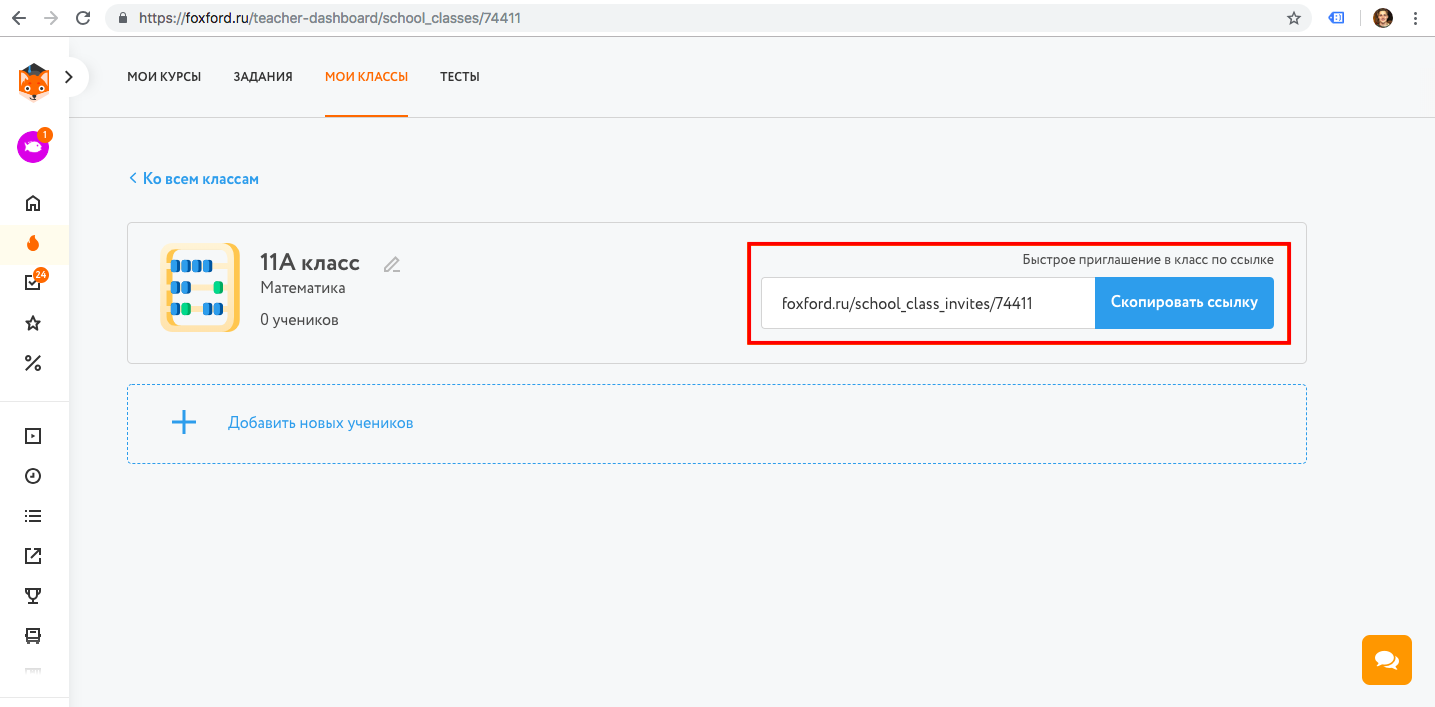 https://foxford.ru/teacher-dashboard/school_classes/74411
МОИ КУРСЫ
ЗАДАНИЯ
МОИ КЛАССЫ
ТЕСТЫ
1
24
Ко всем классам
11А класс
Математика
0 учеников
Быстрое приглашение в класс по ссылке
foxford.ru/school_class_invites/74411
Скопировать ссылку
Добавить новых учеников